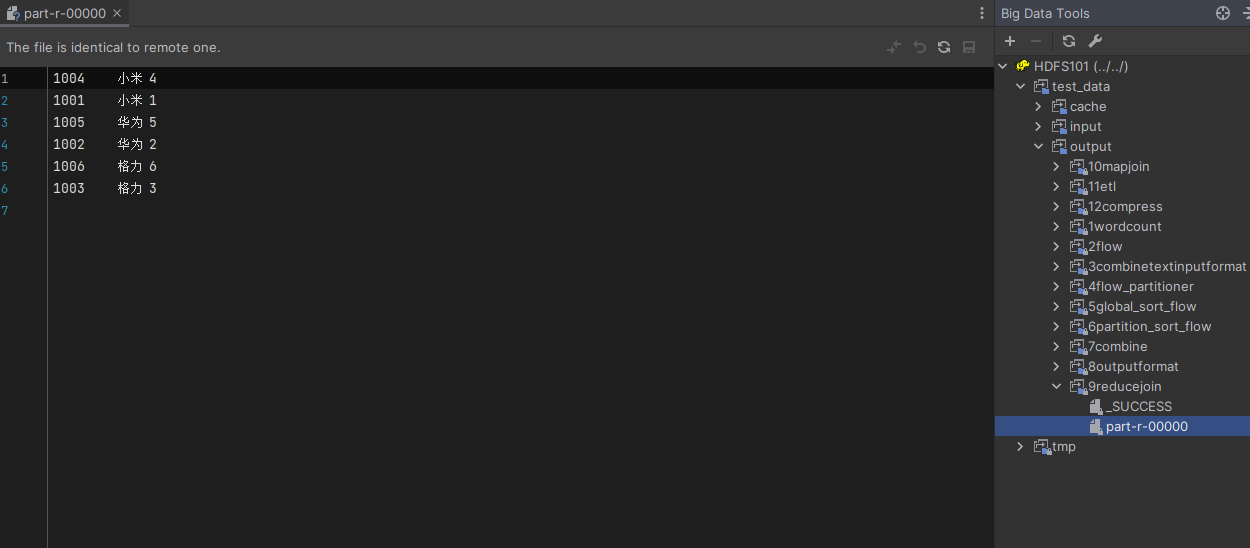 part-r-00000
The file is identical to remote one.
1 1004 小米 4
2 1001 小米 1
3 1005 华为 5
4 1002 华为 2
5 1006 格力 6
6 1003 格力 3
7
Big Data Tools
HDFS101 (../../)
test_data
cache
input
output
10mapjoin
11etl
12compress
1wordcount
2flow
3combinetextinputformat
4flow_partitioner
5global_sort_flow
6partition_sort_flow
7combine
8outputformat
9reducejoin
_SUCCESS
part-r-00000
tmp